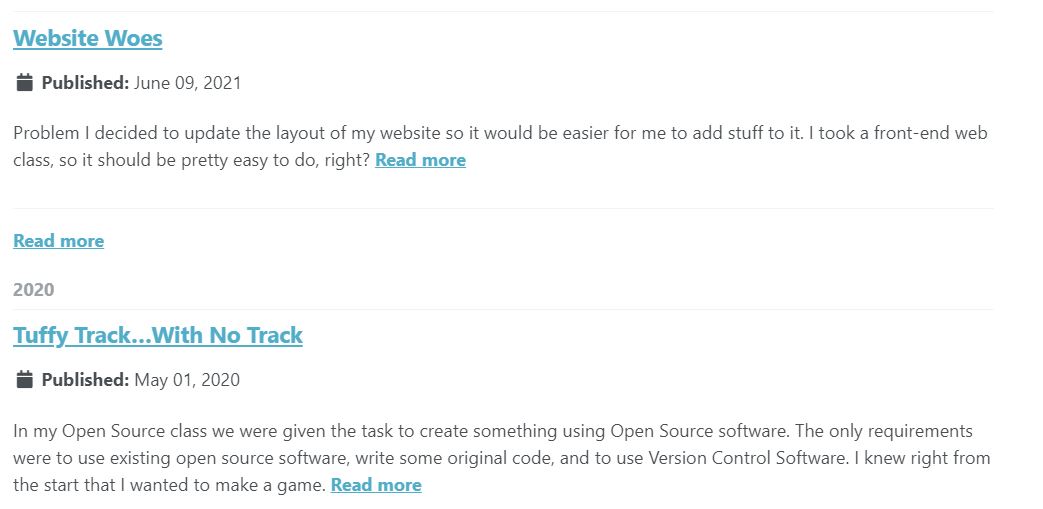 Website Woes
Published: June 09, 2021
Problem I decided to update the layout of my website so it would be easier for me to add stuff to it. I took a front-end web
class, so it should be pretty easy to do, right? Read more
Read more
2020
Tuffy Track...With No Track
Published: May 01, 2020
In my Open Source class we were given the task to create something using Open Source software. The only requirements
were to use existing open source software, write some original code, and to use Version Control Software. I knew right from
the start that I wanted to make a game. Read more